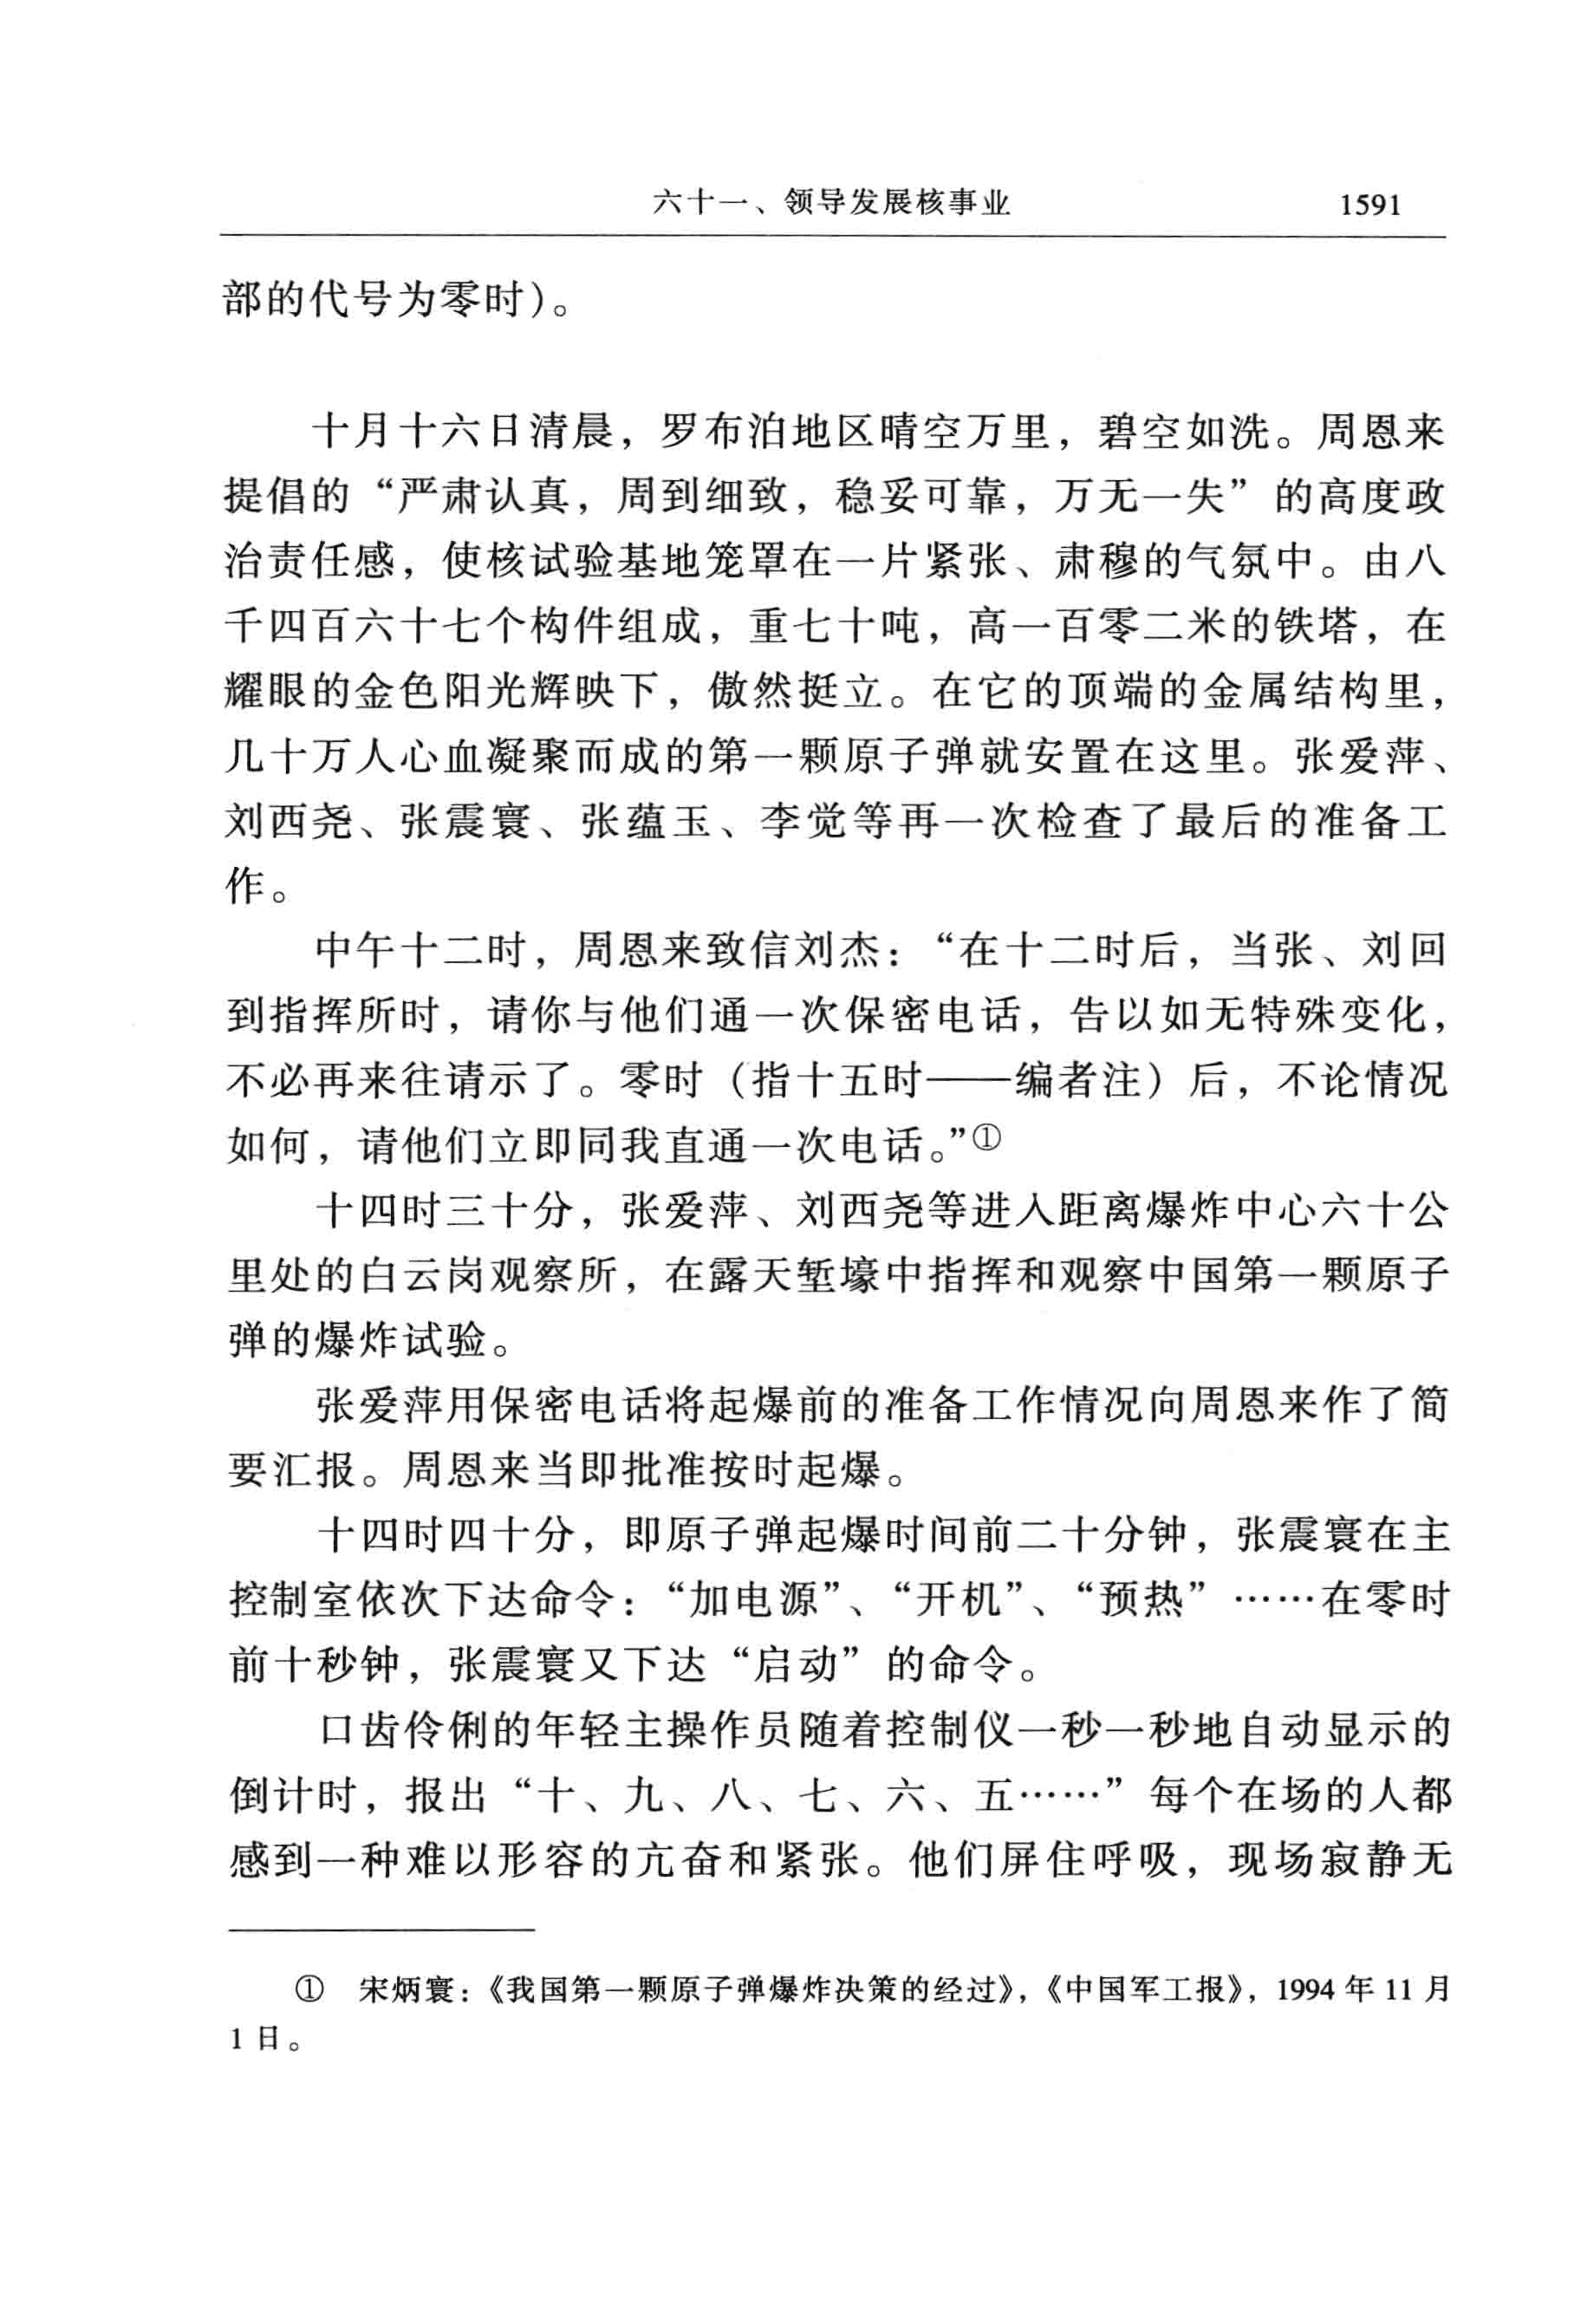 六十一、领导发展核事业 1591
部的代号为零时）。
十月十六日清晨，罗布泊地区晴空万里，碧空如洗。周恩来
提倡的“严肃认真，周到细致，稳妥可靠，万无一失”的高度政
治责任感，使核试验基地笼罩在一片紧张、肃穆的气氛中。由八
千四百六十七个构件组成，重七十吨，高一百零二米的铁塔，在
耀眼的金色阳光辉映下，傲然挺立。在它的顶端的金属结构里，
几十万人心血凝聚而成的第一颗原子弹就安置在这里。张爱萍、
刘西尧、张震寰、张蕴玉、李觉等再一次检查了最后的准备工
作。
中午十二时，周恩来致信刘杰：“在十二时后，当张、刘回
到指挥所时，请你与他们通一次保密电话，告以如无特殊变化，
不必再来往请示了。零时（指十五时——编者注）后，不论情况
如何，请他们立即同我直通一次电话。”①
十四时三十分，张爱萍、刘西尧等进入距离爆炸中心六十公
里处的白云岗观察所，在露天堑壕中指挥和观察中国第一颗原子
弹的爆炸试验。
张爱萍用保密电话将起爆前的准备工作情况向周恩来作了简
要汇报。周恩来当即批准按时起爆。
十四时四十分，即原子弹起爆时间前二十分钟，张震寰在主
控制室依次下达命令：“加电源”、“开机”、“预热”……在零时
前十秒钟，张震寰又下达“启动”的命令。
口齿伶俐的年轻主操作员随着控制仪一秒一秒地自动显示的
倒计时，报出“十、九、八、七、六、五……”每个在场的人都
感到一种难以形容的亢奋和紧张。他们屏住呼吸，现场寂静无
① 宋炳寰：《我国第一颗原子弹爆炸决策的经过》，《中国军工报》，1994 年 11 月
1 日。